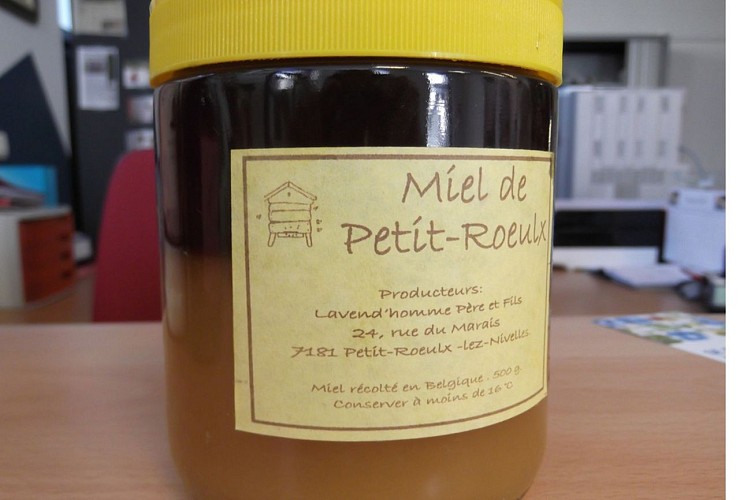 Miel de
Petit-Roeulx
Producteurs:
Lavend'homme Père et Fils
24, rue du Marais
7181 Petit-Roeulx -lez-Nivelles
Miel récolté en Belgique . 500 g
Conserver à moins de 16 °C